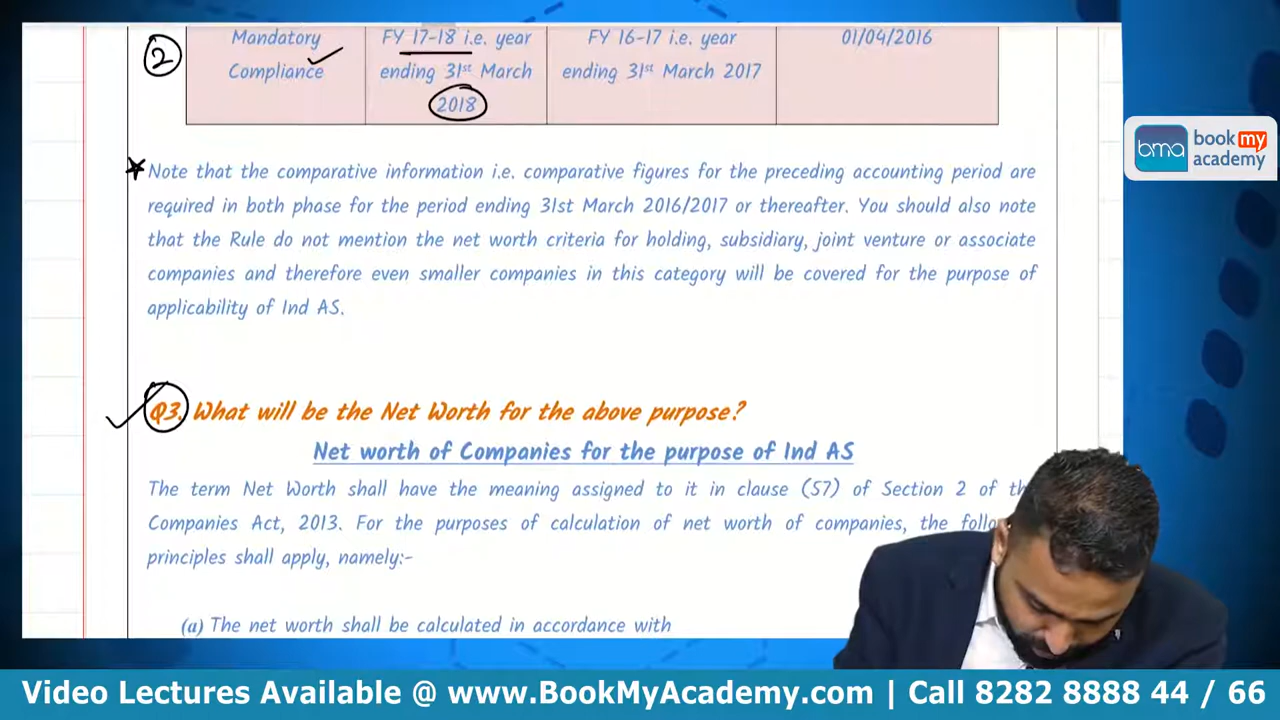 2
Mandatory
Compliance
FY 17-18 i.e. year
ending 31st March
2018
FY 16-17 i.e. year
ending 31st March 2017
01/04/2016
bma
book my
academy
Note that the comparative information i.e. comparative figures for the preceding accounting period are
required in both phase for the period ending 31st March 2016/2017 or thereafter. You should also note
that the Rule do not mention the net worth criteria for holding, subsidiary, joint venture or associate
companies and therefore even smaller companies in this category will be covered for the purpose of
applicability of Ind AS.
Q3. What will be the Net Worth for the above purpose?
Net worth of Companies for the purpose of Ind AS
The term Net Worth shall have the meaning assigned to it in clause (57) of Section 2 of
Companies Act, 2013. For the purposes of calculation of net worth of companies, the
principles shall apply, namely:-
(a) The net worth shall be calculated in accordance with
Video Lectures Available @ www.BookMyAcademy.com | Call 8282 8888 44 / 66